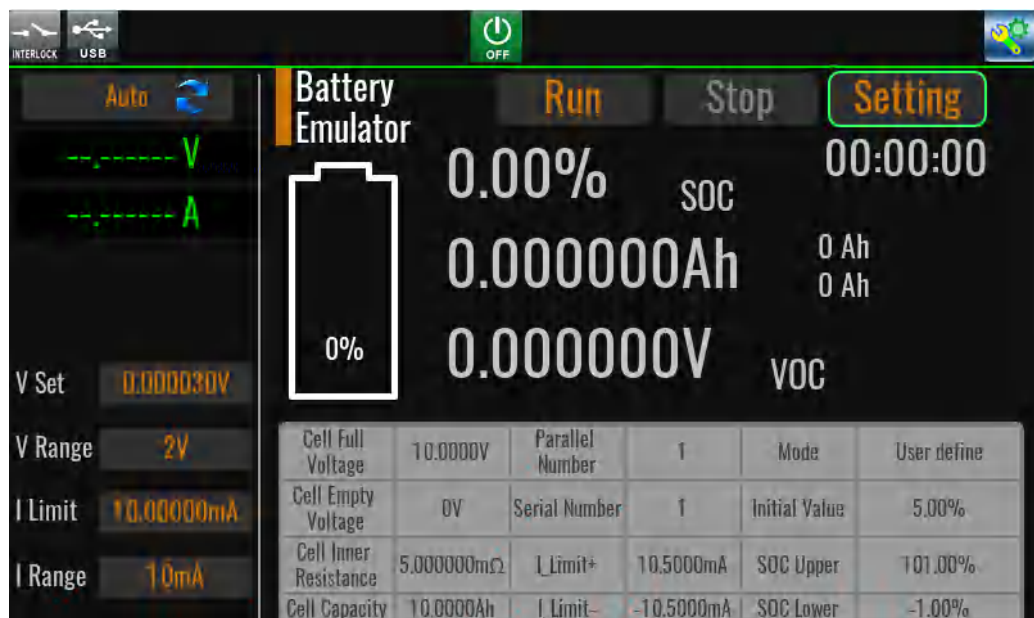 INTERLOCK USB OFF
Auto
--.------ V
--.------ A
V Set 0.000030V
V Range 2V
I Limit 10.00000mA
I Range 10mA
Battery
Emulator
Run Stop Setting
00:00:00
0.00% SOC
0.000000Ah
0 Ah
0 Ah
0%
0.000000V VOC
Cell Full
Voltage
10.0000V
Parallel
Number
1
Mode
User define
Cell Empty
Voltage
0V
Serial Number
1
Initial Value
5.00%
Cell Inner
Resistance
5.000000mΩ
I_Limit+
10.5000mA
SOC Upper
101.00%
Cell Capacity
10.0000Ah
I_Limit-
-10.5000mA
SOC Lower
-1.00%